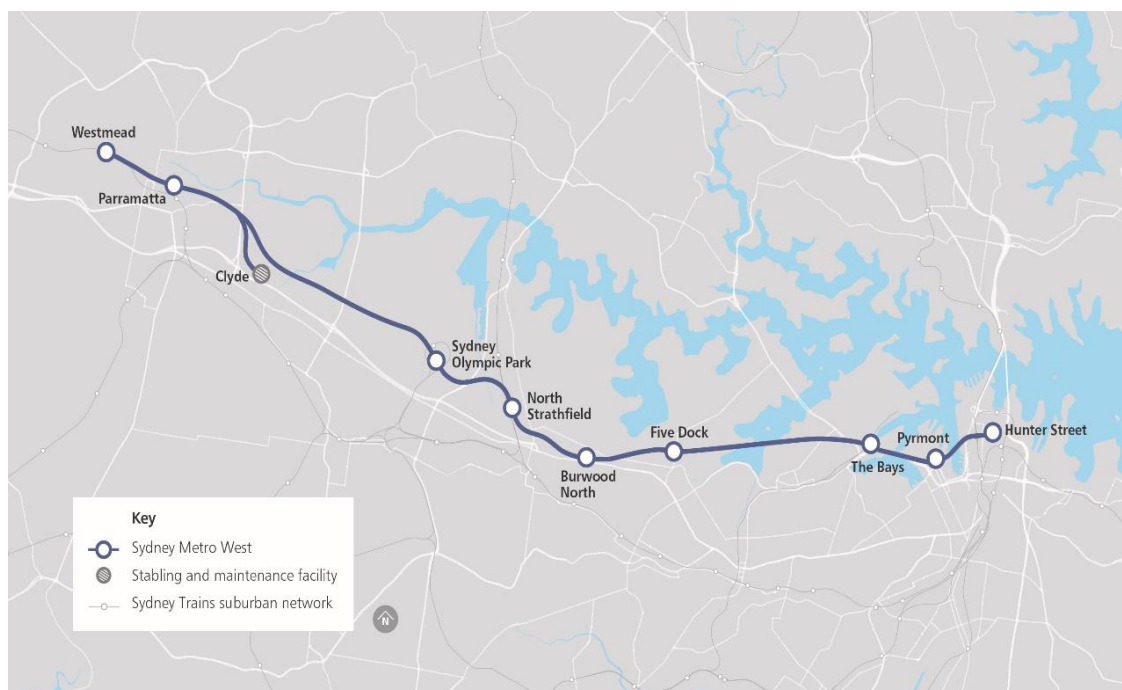 Westmead
Parramatta
Clyde
Sydney
Olympic Park
North
Strathfield
Burwood
North
Five Dock
The Bays
Pyrmont
Hunter Street
Key
Sydney Metro West
Stabling and maintenance facility
Sydney Trains suburban network
N